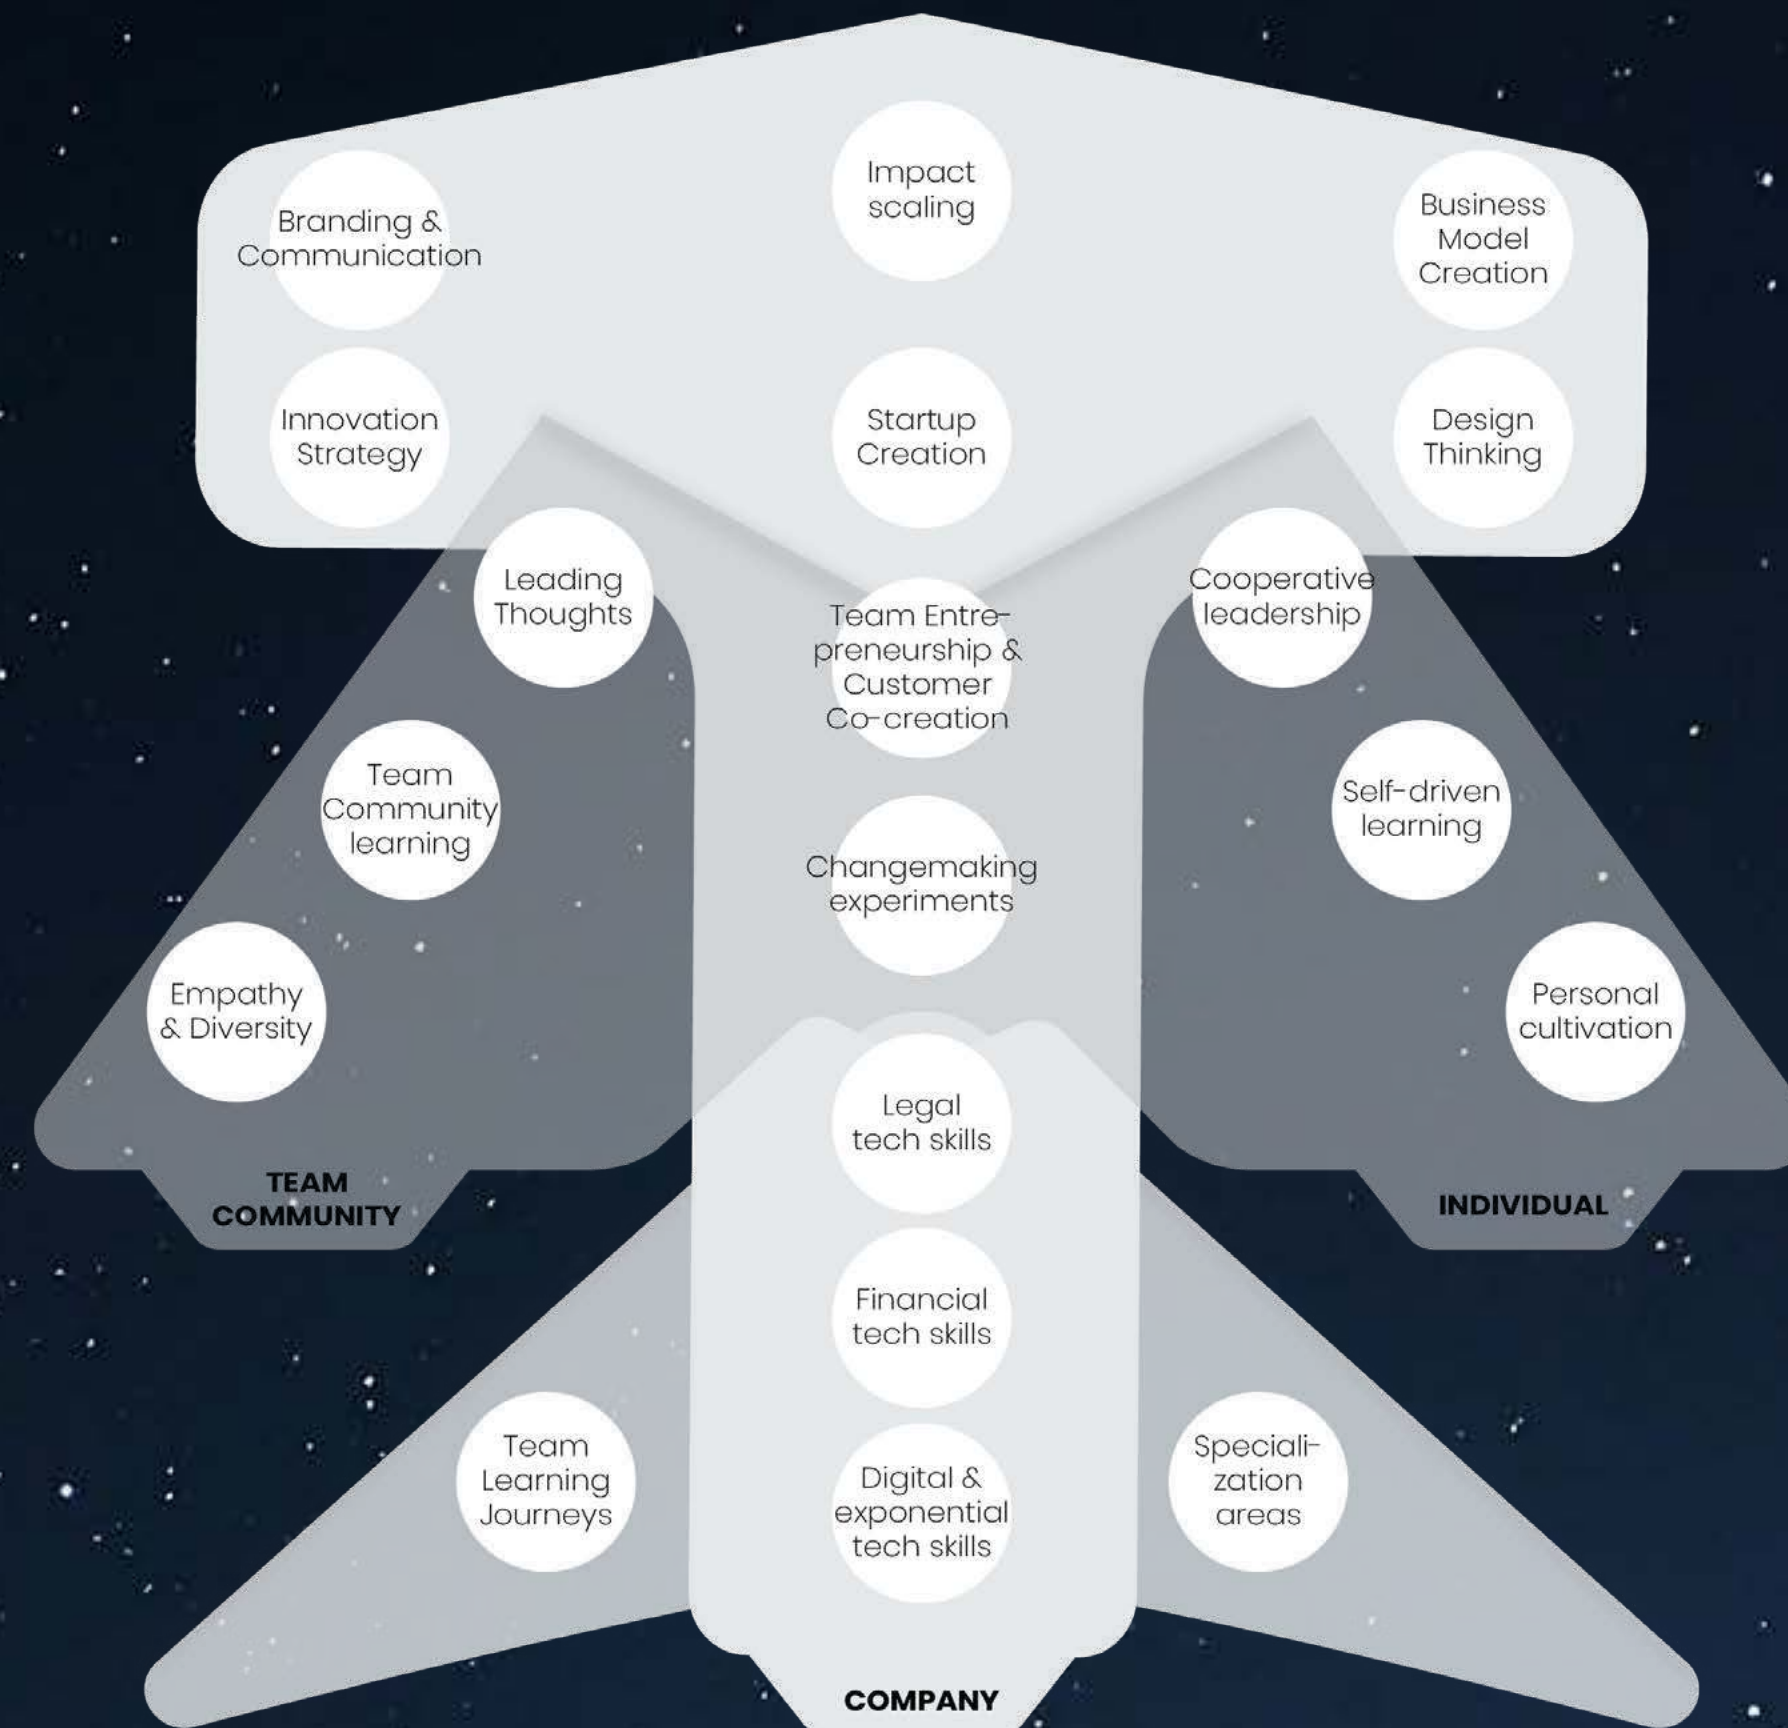 Impact
scaling
Branding &
Communication
Business
Model
Creation
Innovation
Strategy
Startup
Creation
Design
Thinking
Leading
Thoughts
Cooperative
leadership
Team Entre-
preneurship &
Customer
Co-creation
Team
Community
learning
Self-driven
learning
Changemaking
experiments
Empathy
& Diversity
Personal
cultivation
Legal
tech skills
TEAM
COMMUNITY
INDIVIDUAL
Financial
tech skills
Team
Learning
Journeys
Digital &
exponential
tech skills
Speciali-
zation
areas
COMPANY